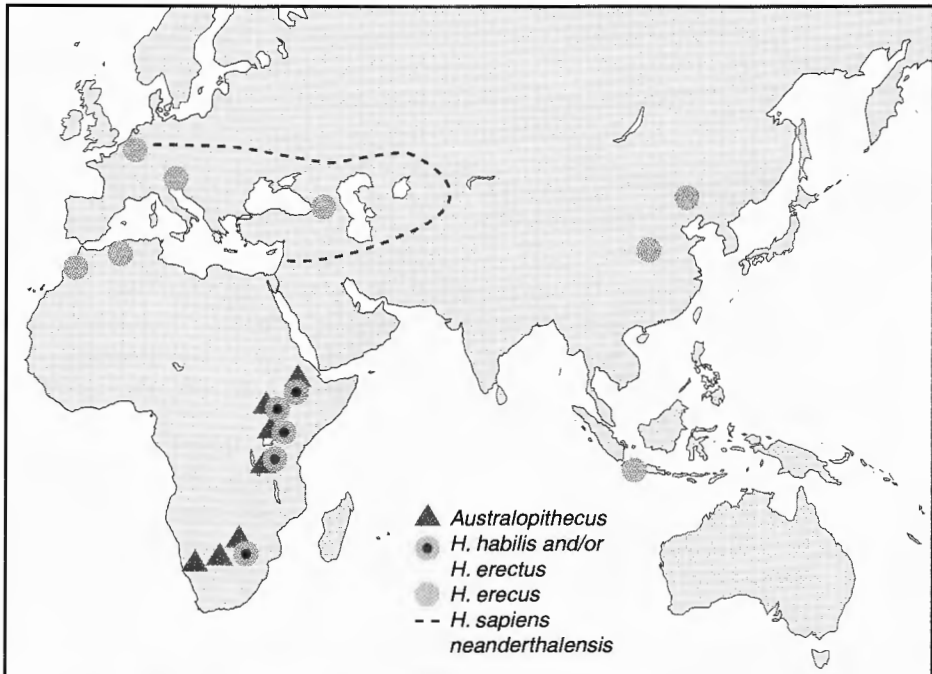 Australopithecus
H. habilis and/or
H. erectus
H. erecus
H. sapiens
neanderthalensis